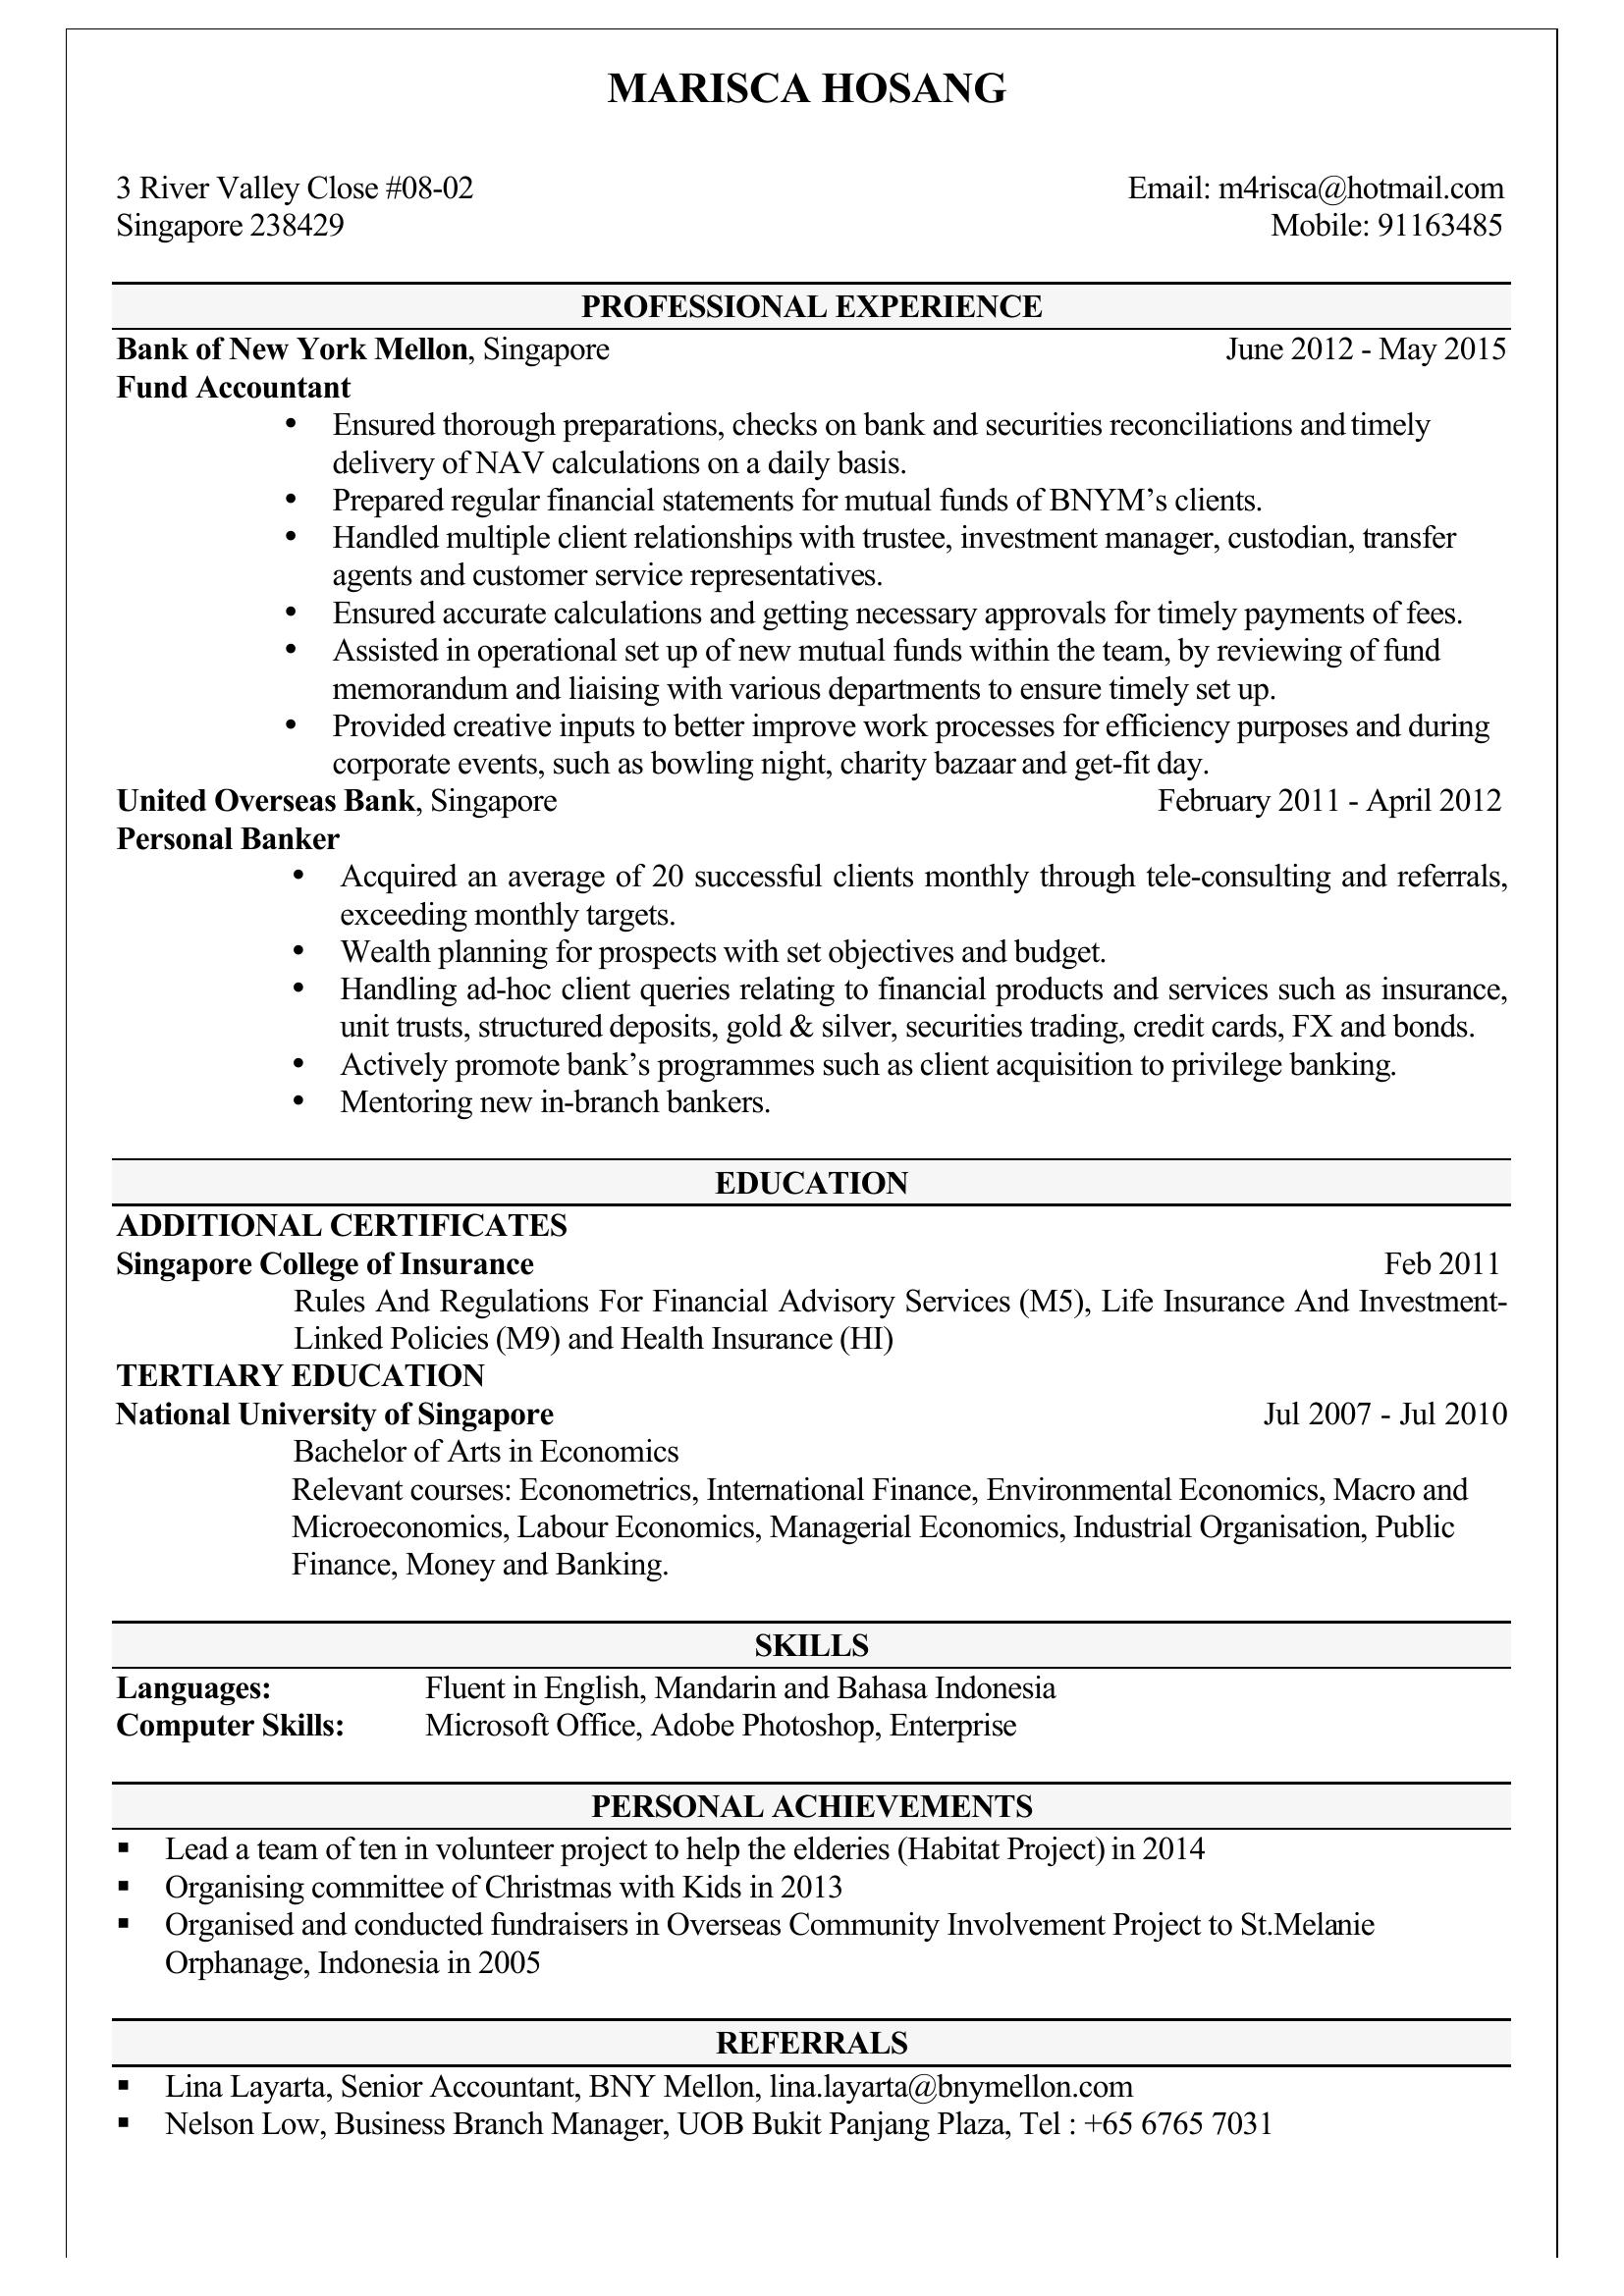 MARISCA HOSANG
3 River Valley Close #08-02 Email: m4risca@hotmail.com
Singapore 238429 Mobile: 91163485
PROFESSIONAL EXPERIENCE
Bank of New York Mellon, Singapore June 2012 - May 2015
Fund Accountant
• Ensured thorough preparations, checks on bank and securities reconciliations and timely
delivery of NAV calculations on a daily basis.
• Prepared regular financial statements for mutual funds of BNYM’s clients.
• Handled multiple client relationships with trustee, investment manager, custodian, transfer
agents and customer service representatives.
• Ensured accurate calculations and getting necessary approvals for timely payments of fees.
• Assisted in operational set up of new mutual funds within the team, by reviewing of fund
memorandum and liaising with various departments to ensure timely set up.
• Provided creative inputs to better improve work processes for efficiency purposes and during
corporate events, such as bowling night, charity bazaar and get-fit day.
United Overseas Bank, Singapore February 2011 - April 2012
Personal Banker
• Acquired an average of 20 successful clients monthly through tele-consulting and referrals,
exceeding monthly targets.
• Wealth planning for prospects with set objectives and budget.
• Handling ad-hoc client queries relating to financial products and services such as insurance,
unit trusts, structured deposits, gold & silver, securities trading, credit cards, FX and bonds.
• Actively promote bank’s programmes such as client acquisition to privilege banking.
• Mentoring new in-branch bankers.
EDUCATION
ADDITIONAL CERTIFICATES
Singapore College of Insurance Feb 2011
Rules And Regulations For Financial Advisory Services (M5), Life Insurance And Investment-
Linked Policies (M9) and Health Insurance (HI)
TERTIARY EDUCATION
National University of Singapore Jul 2007 - Jul 2010
Bachelor of Arts in Economics
Relevant courses: Econometrics, International Finance, Environmental Economics, Macro and
Microeconomics, Labour Economics, Managerial Economics, Industrial Organisation, Public
Finance, Money and Banking.
SKILLS
Languages: Fluent in English, Mandarin and Bahasa Indonesia
Computer Skills: Microsoft Office, Adobe Photoshop, Enterprise
PERSONAL ACHIEVEMENTS
▪ Lead a team of ten in volunteer project to help the elderies (Habitat Project) in 2014
▪ Organising committee of Christmas with Kids in 2013
▪ Organised and conducted fundraisers in Overseas Community Involvement Project to St.Melanie
Orphanage, Indonesia in 2005
REFERRALS
▪ Lina Layarta, Senior Accountant, BNY Mellon, lina.layarta@bnymellon.com
▪ Nelson Low, Business Branch Manager, UOB Bukit Panjang Plaza, Tel : +65 6765 7031